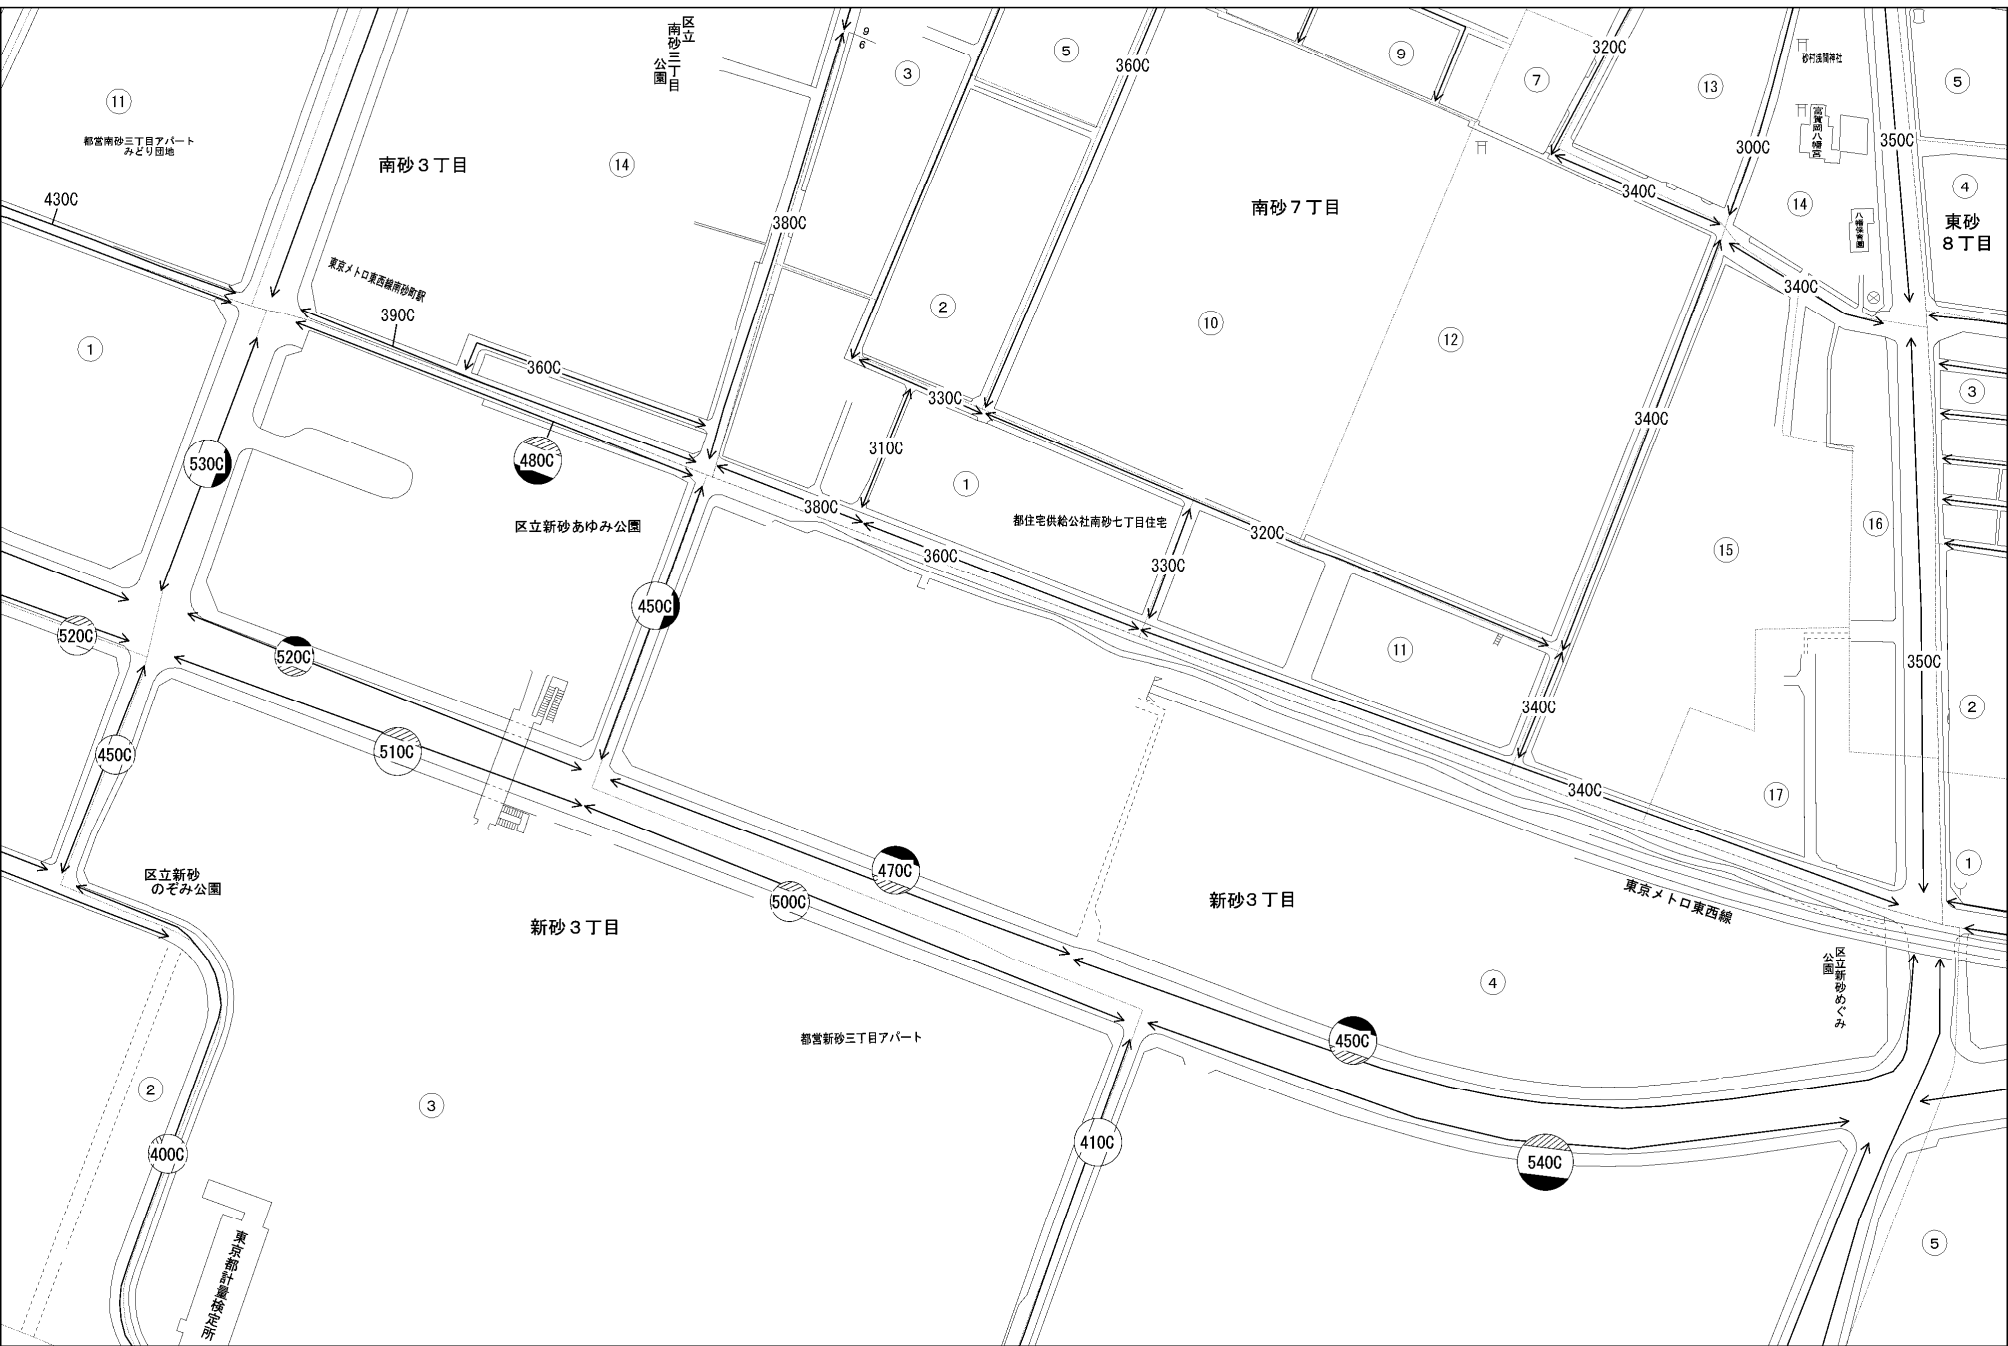 区立
南砂三丁目
公園
9
6
3
5
360C
9
320C
7
13
砂村浅間神社
5
11
都営南砂三丁目アパート
みどり団地
南砂３丁目
14
富賀岡八幡宮
350C
300C
340C
4
430C
380C
南砂７丁目
14
八幡保育園
東砂
８丁目
東京メトロ東西線南砂町駅
390C
2
10
12
340C
1
360C
330C
3
340C
530C
480C
310C
1
380C
区立新砂あゆみ公園
都住宅供給公社南砂七丁目住宅
320C
16
360C
330C
15
450C
520C
520C
11
350C
340C
2
450C
510C
340C
17
470C
区立新砂
のぞみ公園
500C
新砂３丁目
新砂３丁目
東京メトロ東西線
1
区立新砂めぐみ
公園
4
都営新砂三丁目アパート
450C
2
3
400C
410C
540C
東京都計量検定所
5